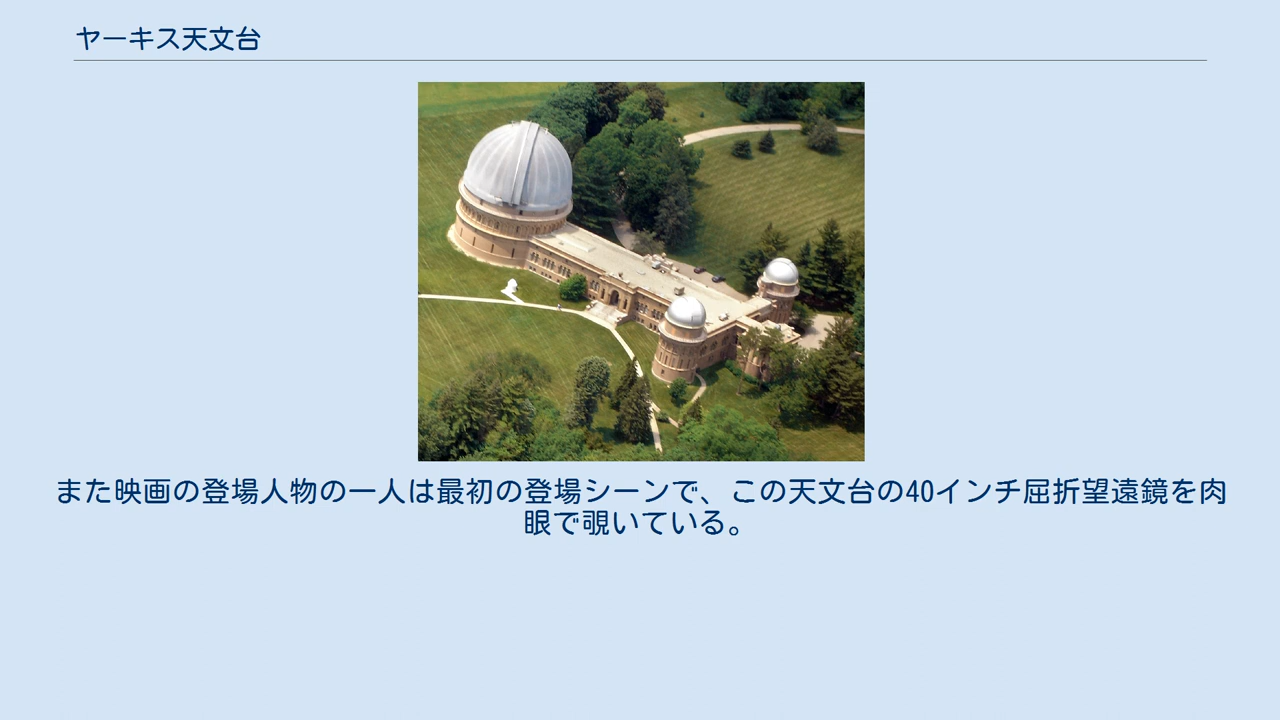 ヤーキス天文台
また映画の登場人物の一人は最初の登場シーンで、この天文台の40インチ屈折望遠鏡を肉
眼で覗いている。